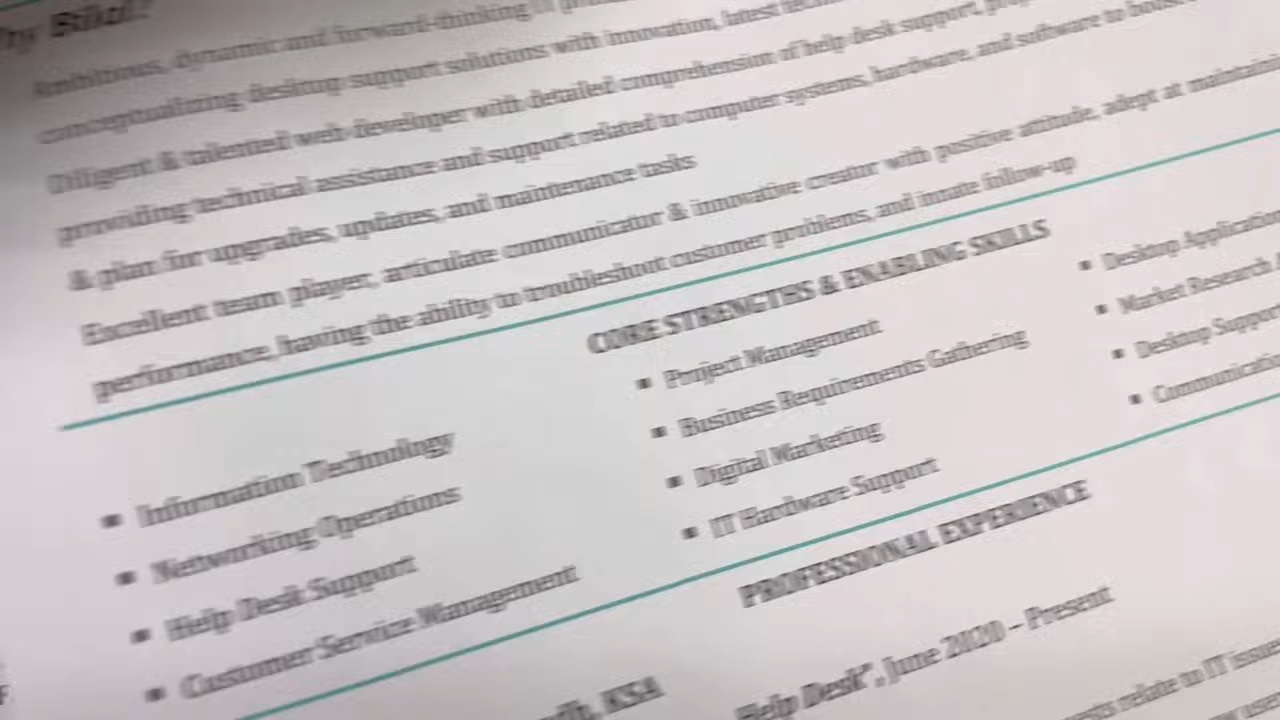 Ambitious, dynamic and forward-thinking IT
conceptualizing desktop support solutions with innovation, latest
Diligent & talented web developer with detailed comprehension of help desk support,
providing technical assistance and support related to computer systems, hardware, and software to
& plan for upgrades, updates, and maintenance tasks
Excellent team player, articulate communicator & innovative creator with positive attitude, adept at
performance, having the ability to troubleshoot customer problems, and innate follow-up
CORE STRENGTHS & ENABLING SKILLS
▪ Information Technology
▪ Networking Operations
▪ Help Desk Support
▪ Customer Service Management
▪ Project Management
▪ Business Requirements Gathering
▪ Digital Marketing
▪ IT Hardware Support
▪ Desktop
▪ Market Research
▪ Desktop
▪
PROFESSIONAL EXPERIENCE
KSA
Help Desk", June 2020 – Present
relate to IT